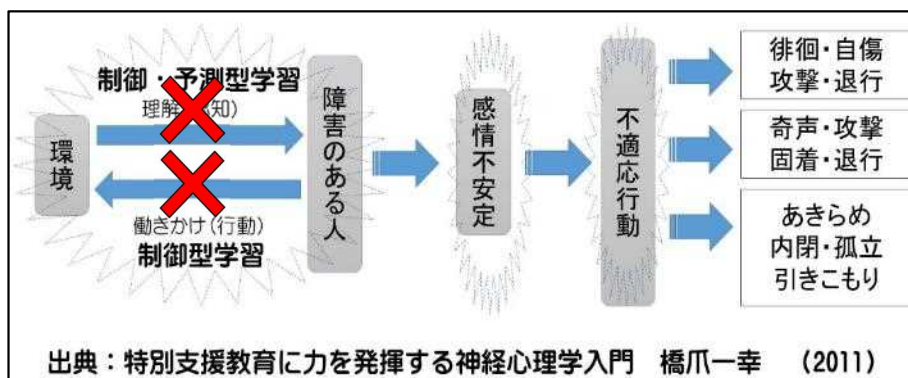 制御・予測型学習
理解 知）
環境
障害のある人
働きかけ（行動）
制御型学習
感情不安定
不適応行動
徘徊・自傷
攻撃・退行
奇声・攻撃
固着・退行
あきらめ
内閉・孤立
引きこもり
出典：特別支援教育に力を発揮する神経心理学入門　橋爪一幸　（2011）